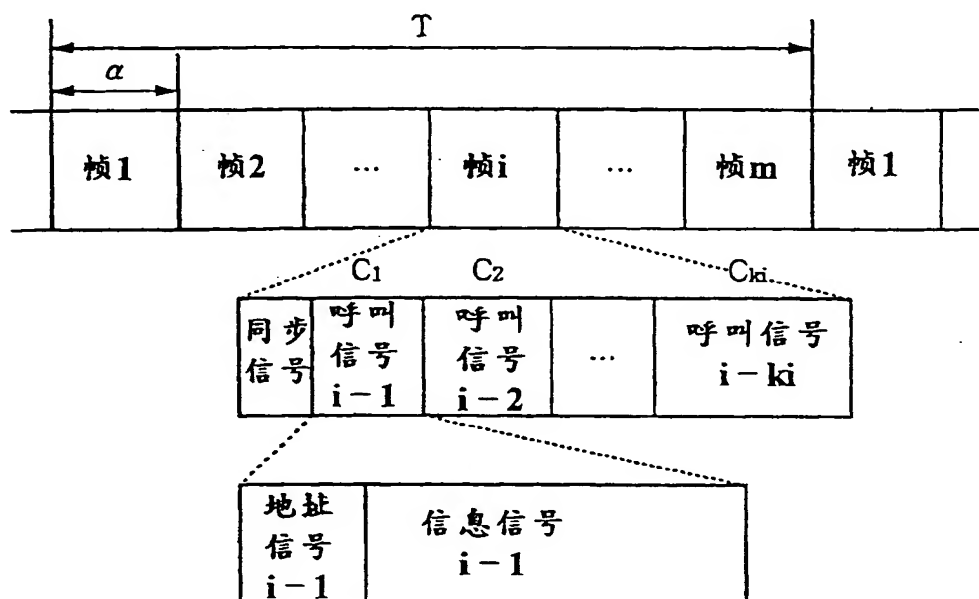 T
α
帧1 帧2 ... 帧i ... 帧m 帧1
C1 C2 Cki
同步信号 呼叫信号 i-1 呼叫信号 i-2 ... 呼叫信号 i-ki
地址信号 i-1 信息信号 i-1